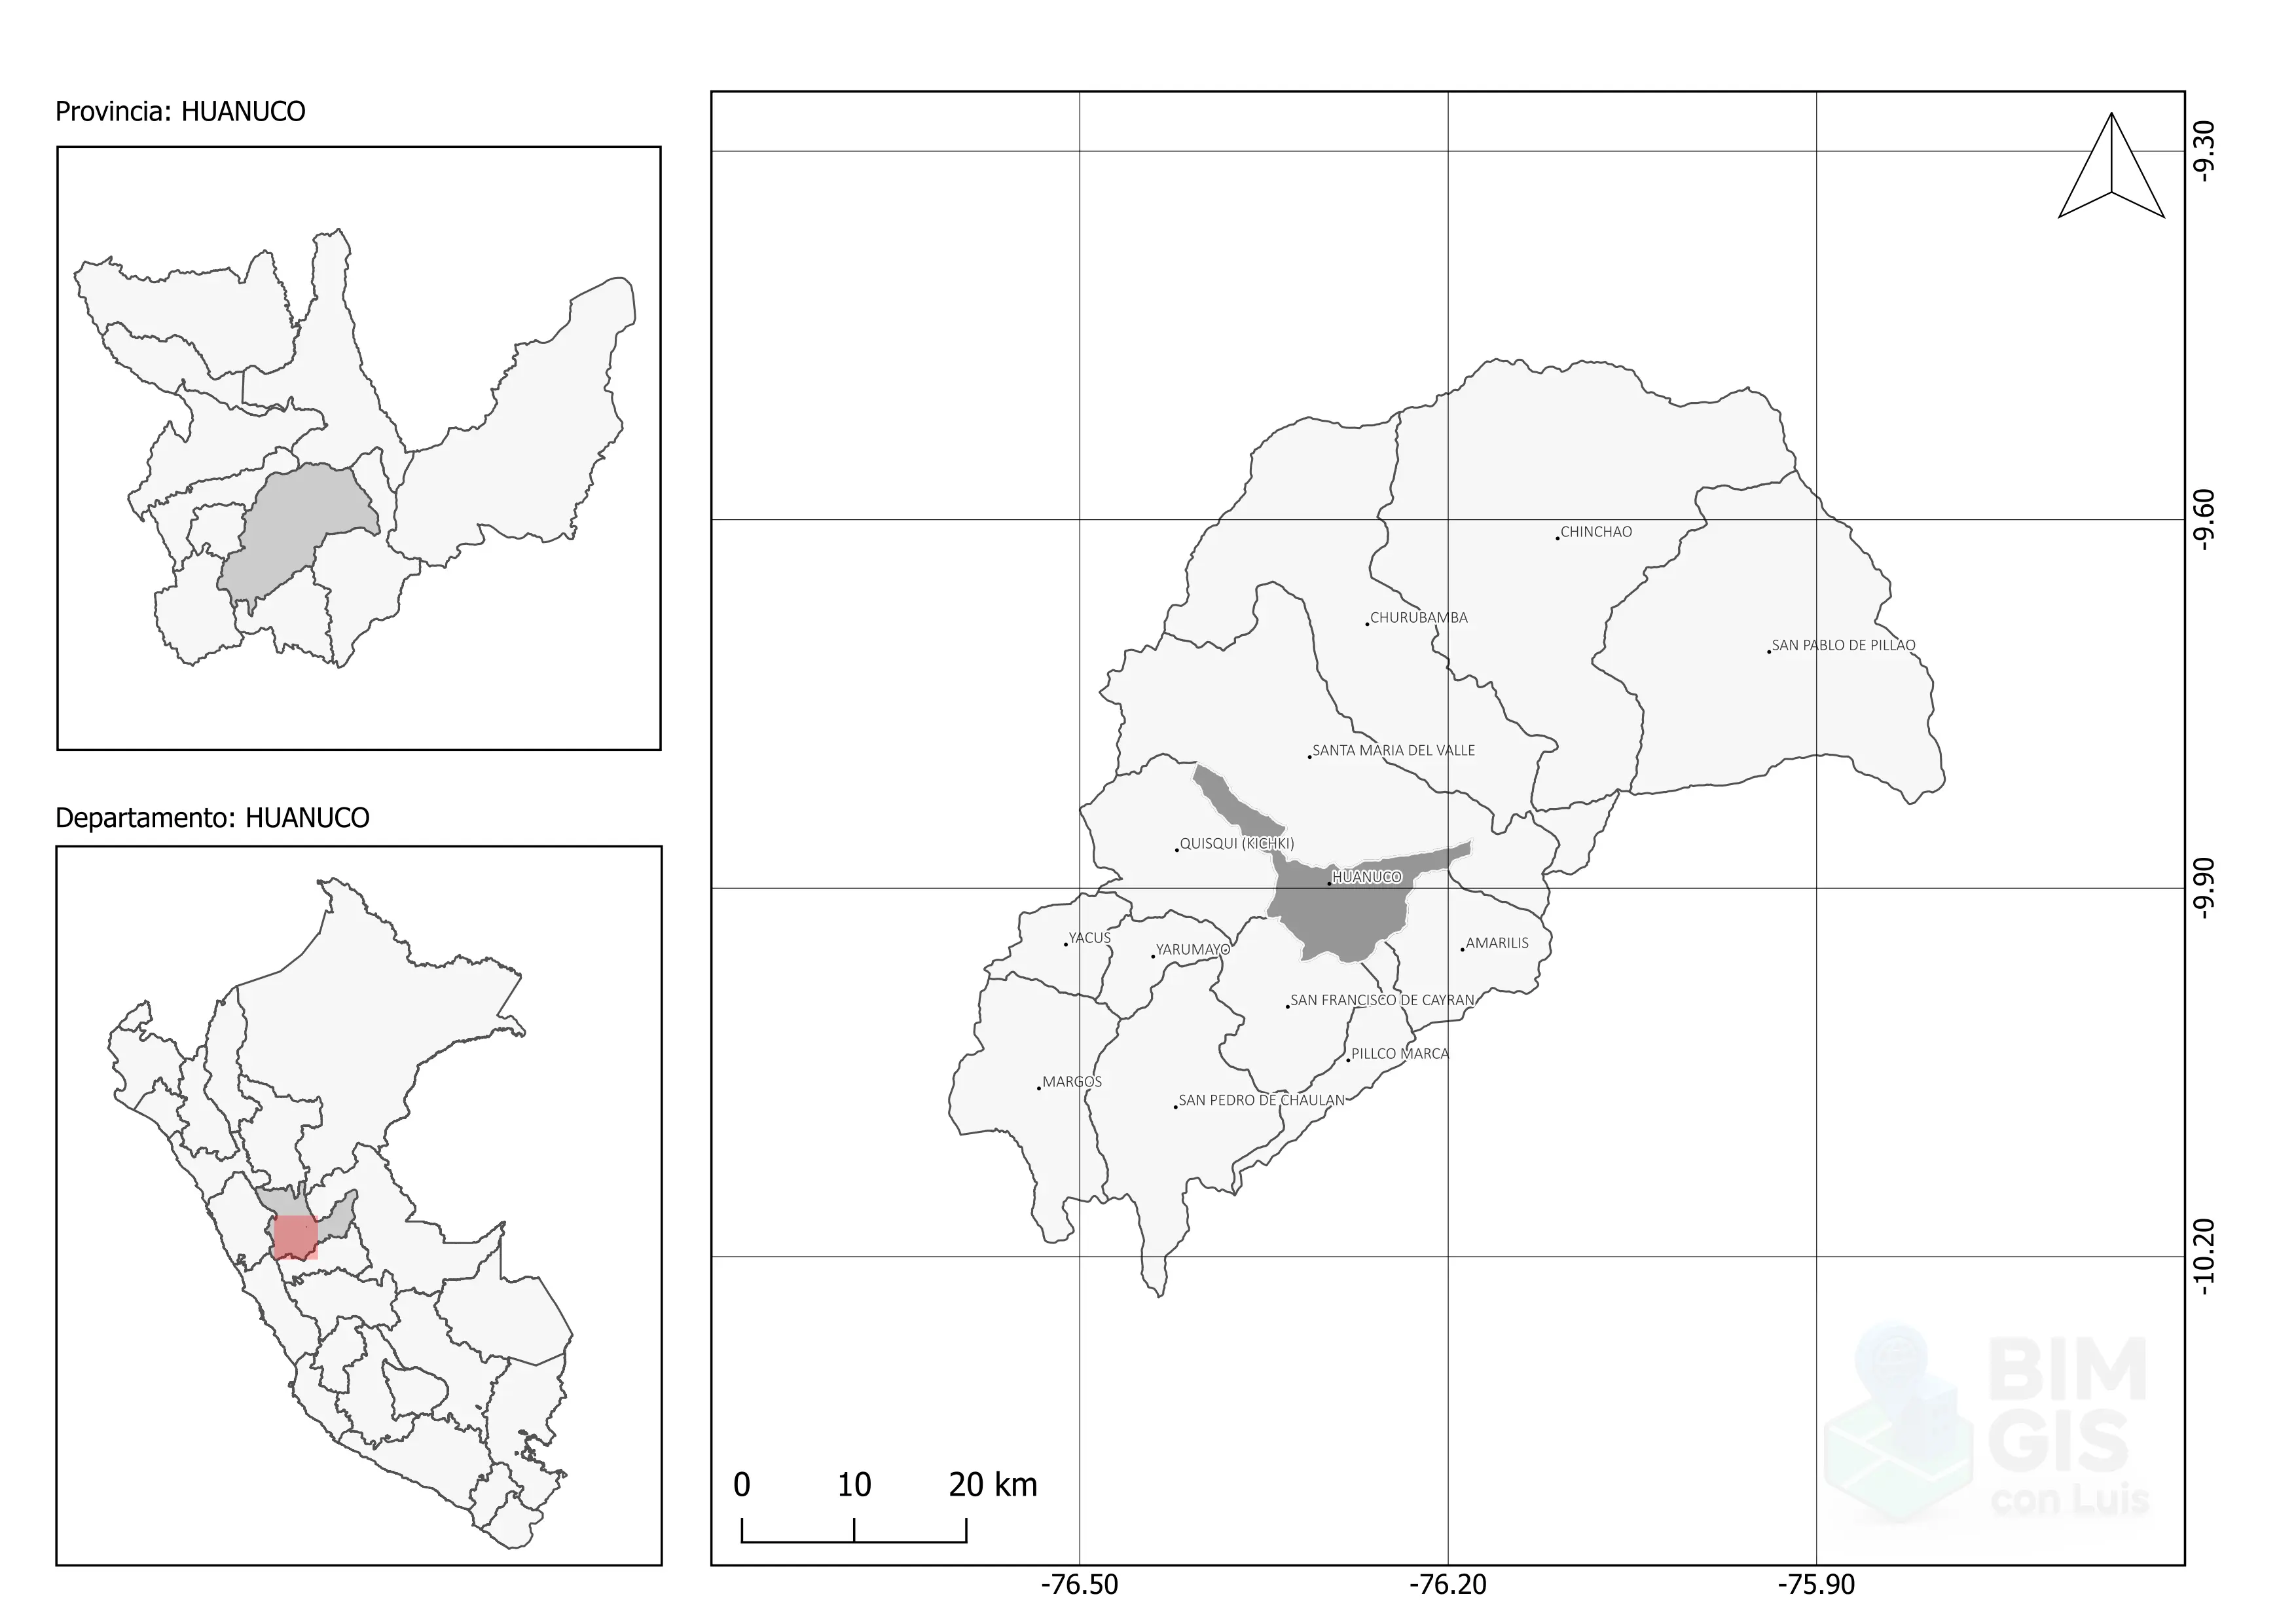 Provincia: HUANUCO
Departamento: HUANUCO
-9.30
-9.60
-9.90
-10.20
CHINCHAO
CHURUBAMBA
SAN PABLO DE PILLAO
SANTA MARIA DEL VALLE
QUISQUI (KICHKI)
HUANUCO
YACUS
YARUMAYO
AMARILIS
SAN FRANCISCO DE CAYRAN
PILLCO MARCA
MARGOS
SAN PEDRO DE CHAULAN
BIM
GIS
con Luis
0 10 20 km
-76.50 -76.20 -75.90